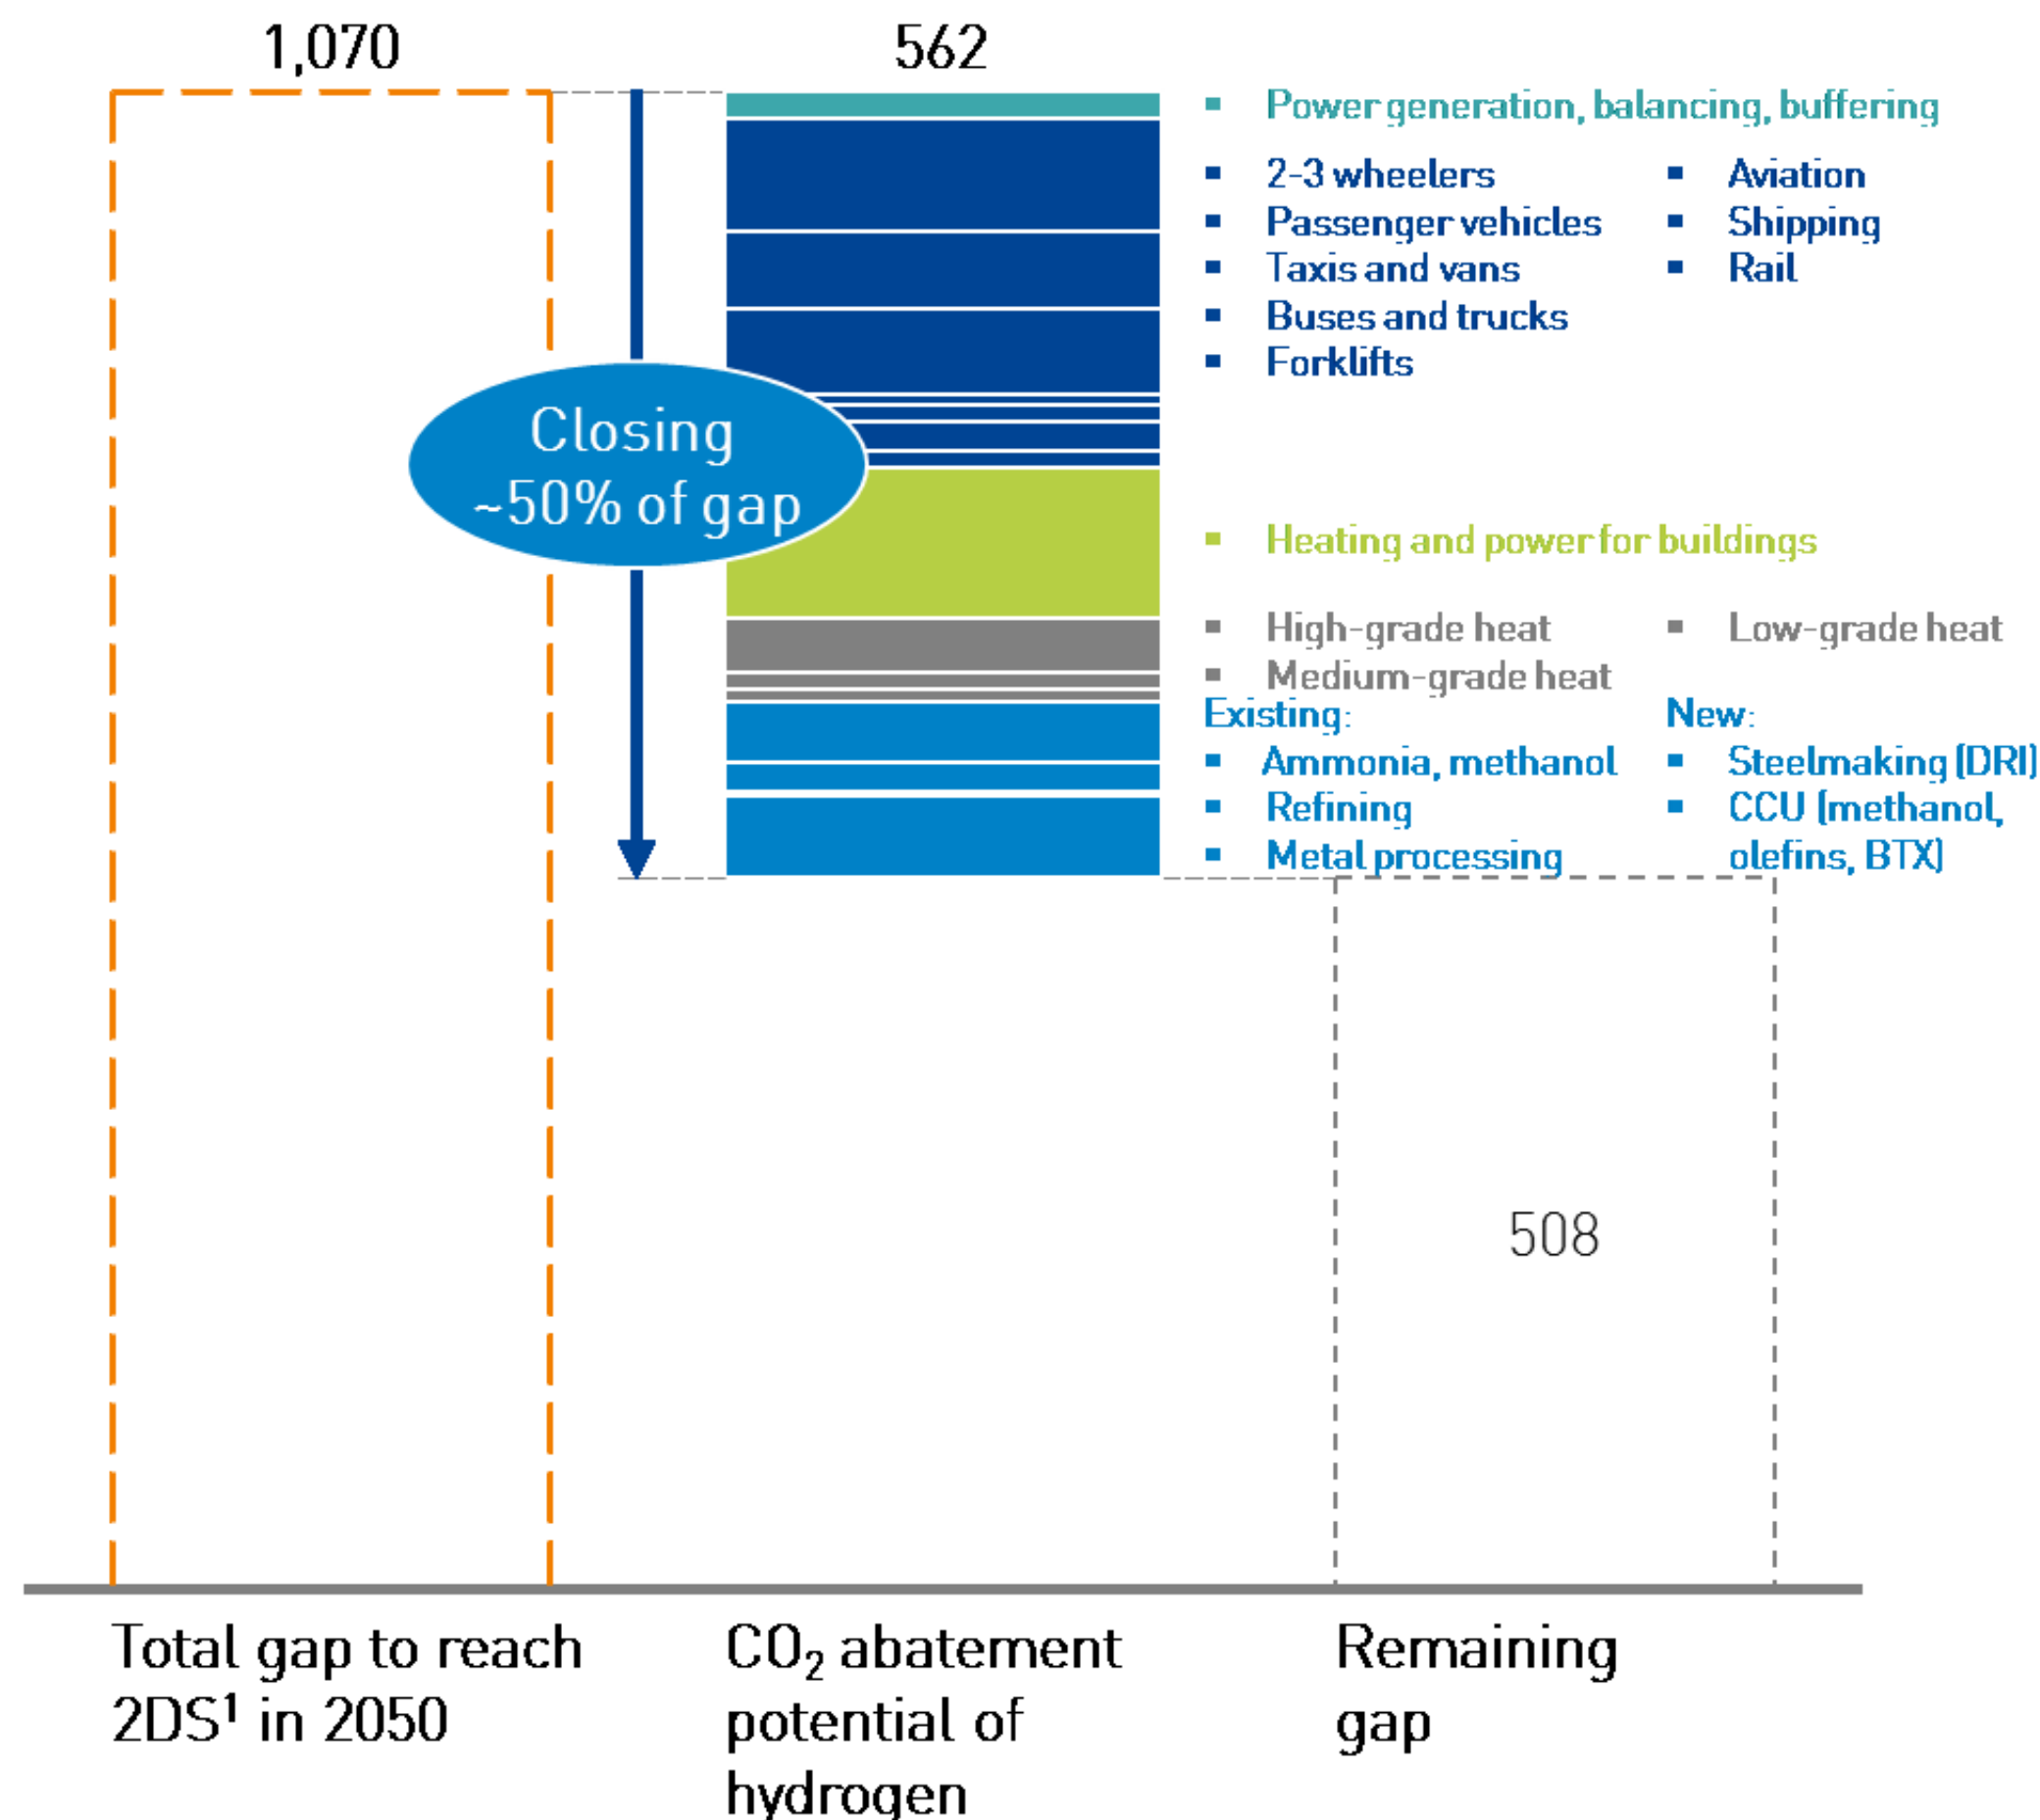 1,070
562
Power generation, balancing, buffering
2-3 wheelers
Passenger vehicles
Taxis and vans
Buses and trucks
Forklifts
Aviation
Shipping
Rail
Closing
~50% of gap
Heating and power for buildings
High-grade heat
Medium-grade heat
Low-grade heat
Existing:
Ammonia, methanol
Refining
Metal processing
New:
Steelmaking (DRI)
CCU (methanol,
olefins, BTX)
508
Total gap to reach
2DS¹ in 2050
CO₂ abatement
potential of
hydrogen
Remaining
gap